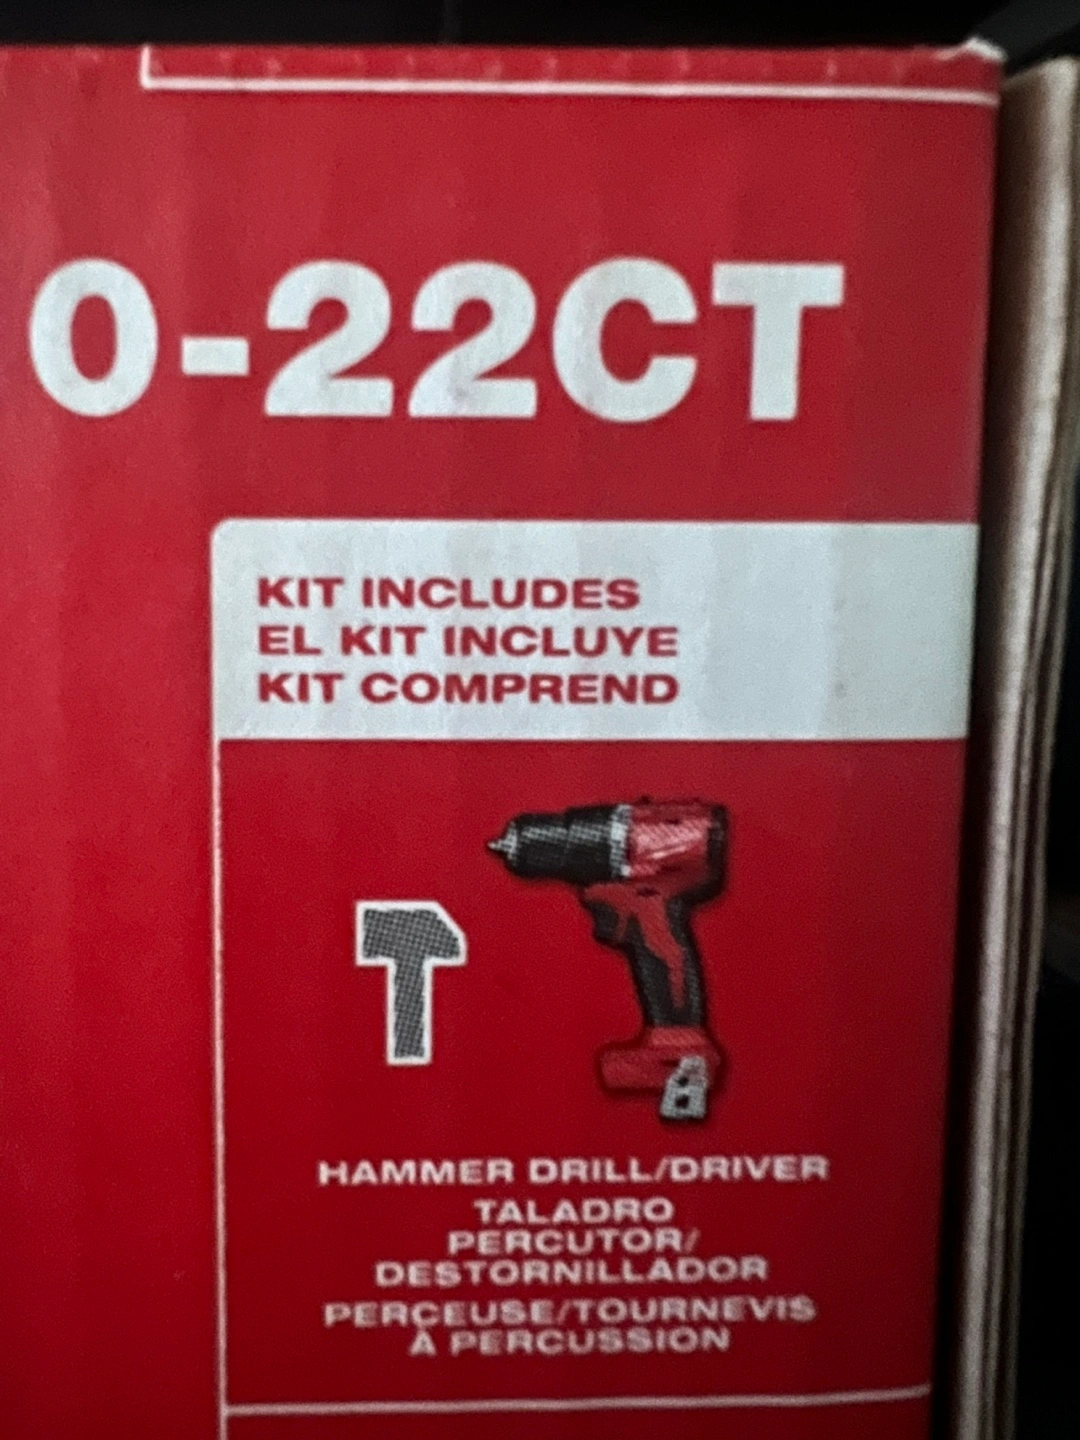 0-22CT
KIT INCLUDES
EL KIT INCLUYE
KIT COMPREND
HAMMER DRILL/DRIVER
TALADRO
PERCUTOR/
DESTORNILLADOR
PERCEUSE/TOURNEVIS
À PERCUSSION